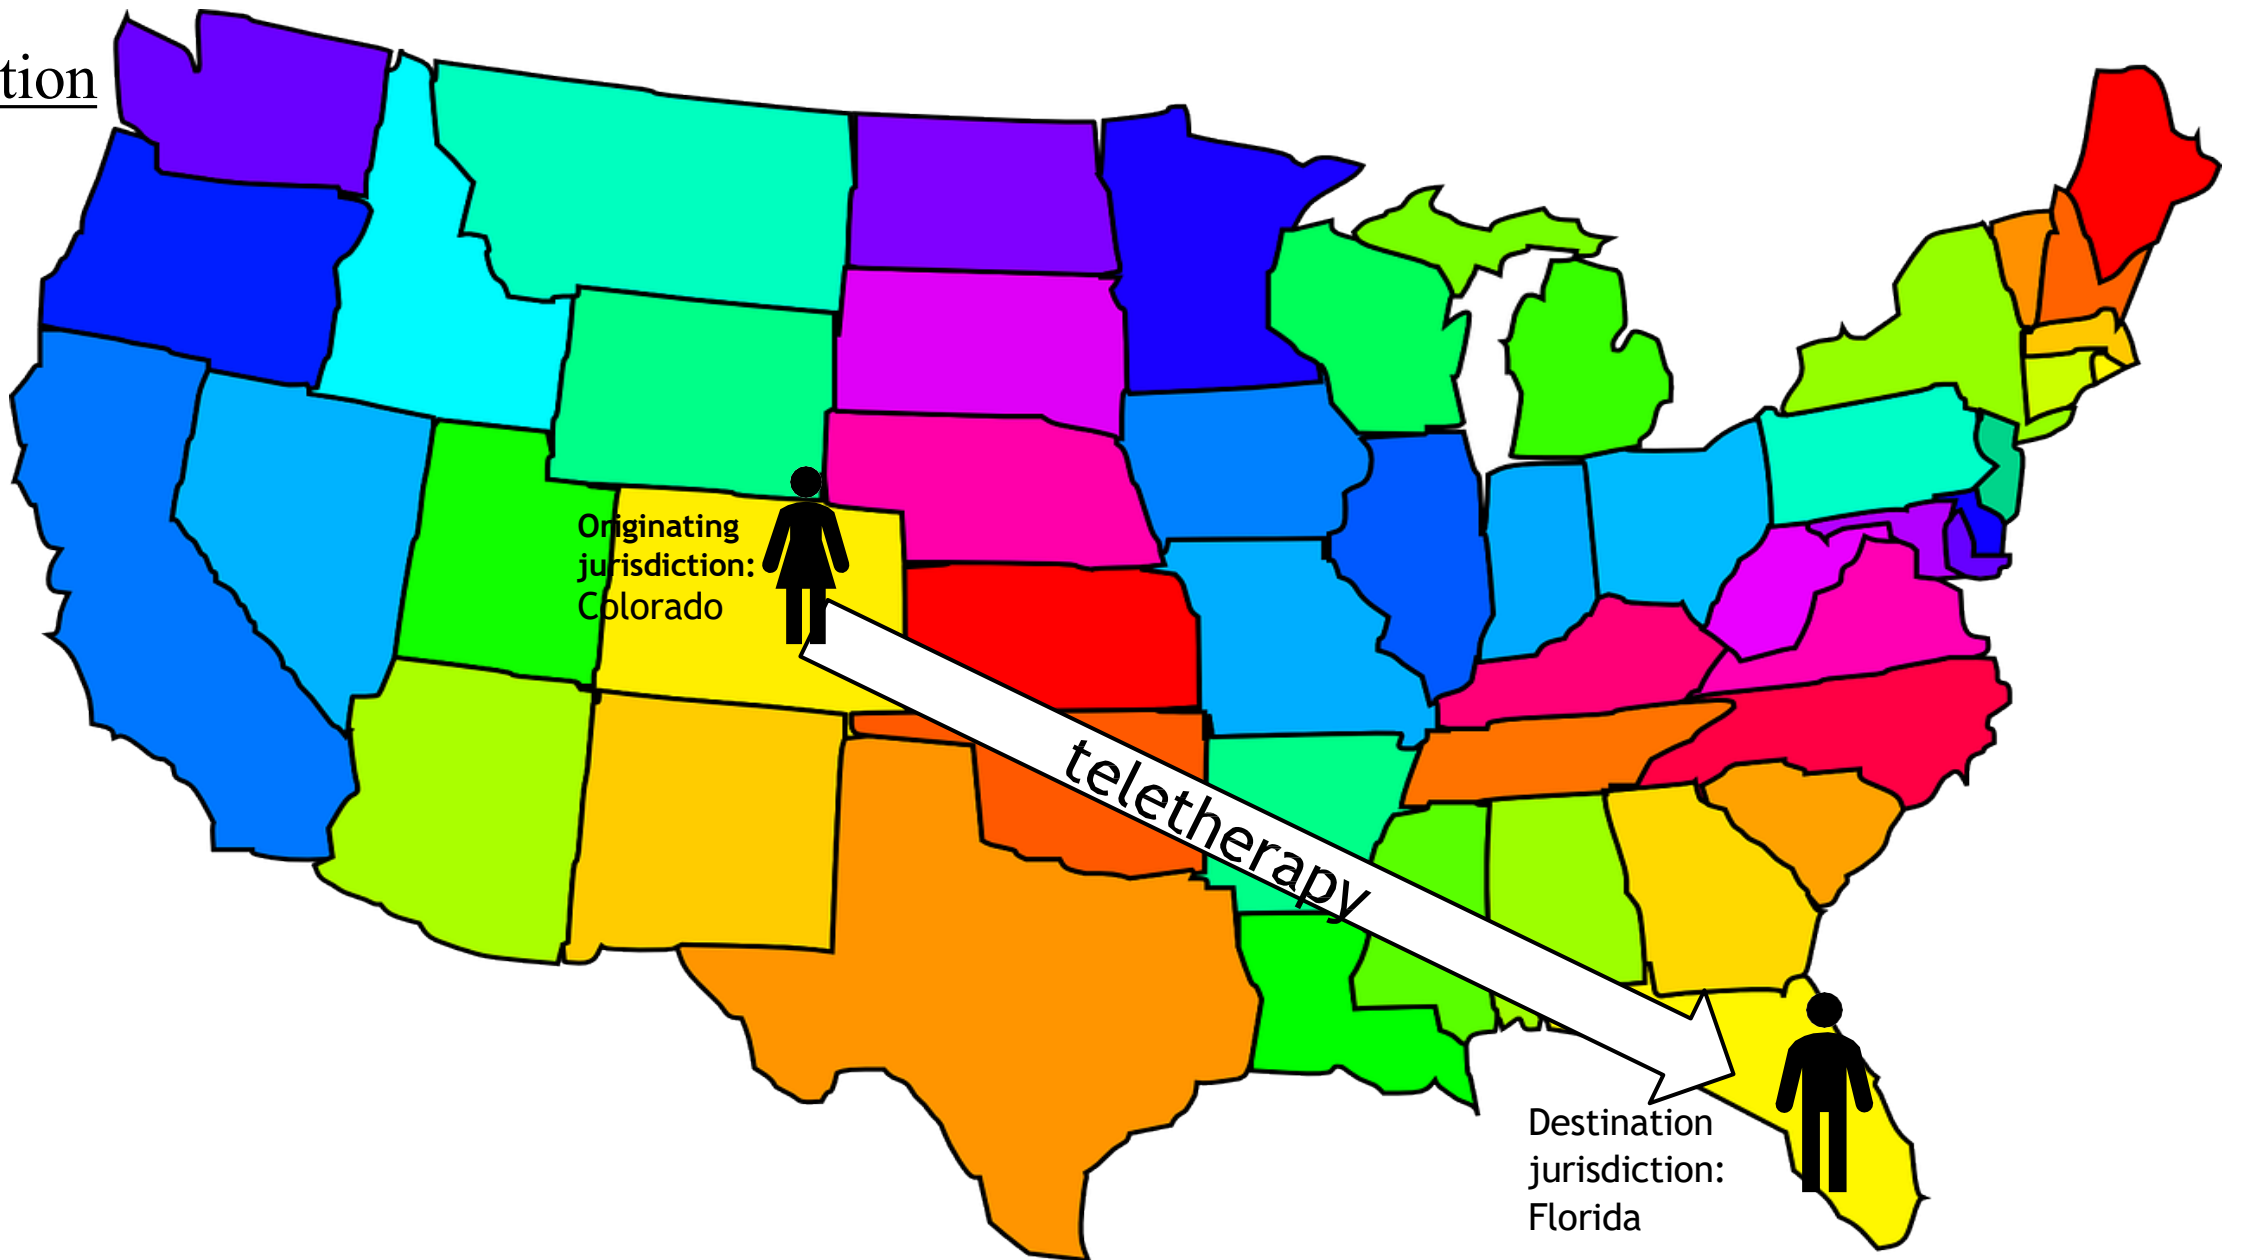 tion
Originating
jurisdiction:
Colorado
teletherapy
Destination
jurisdiction:
Florida